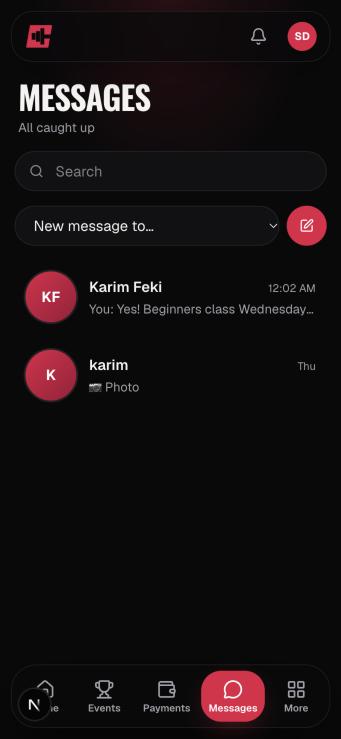 SD
MESSAGES
All caught up
Search
New message to...
KF
Karim Feki
12:02 AM
You: Yes! Beginners class Wednesday...
K
karim
Thu
📷 Photo
N
Events
Payments
Messages
More